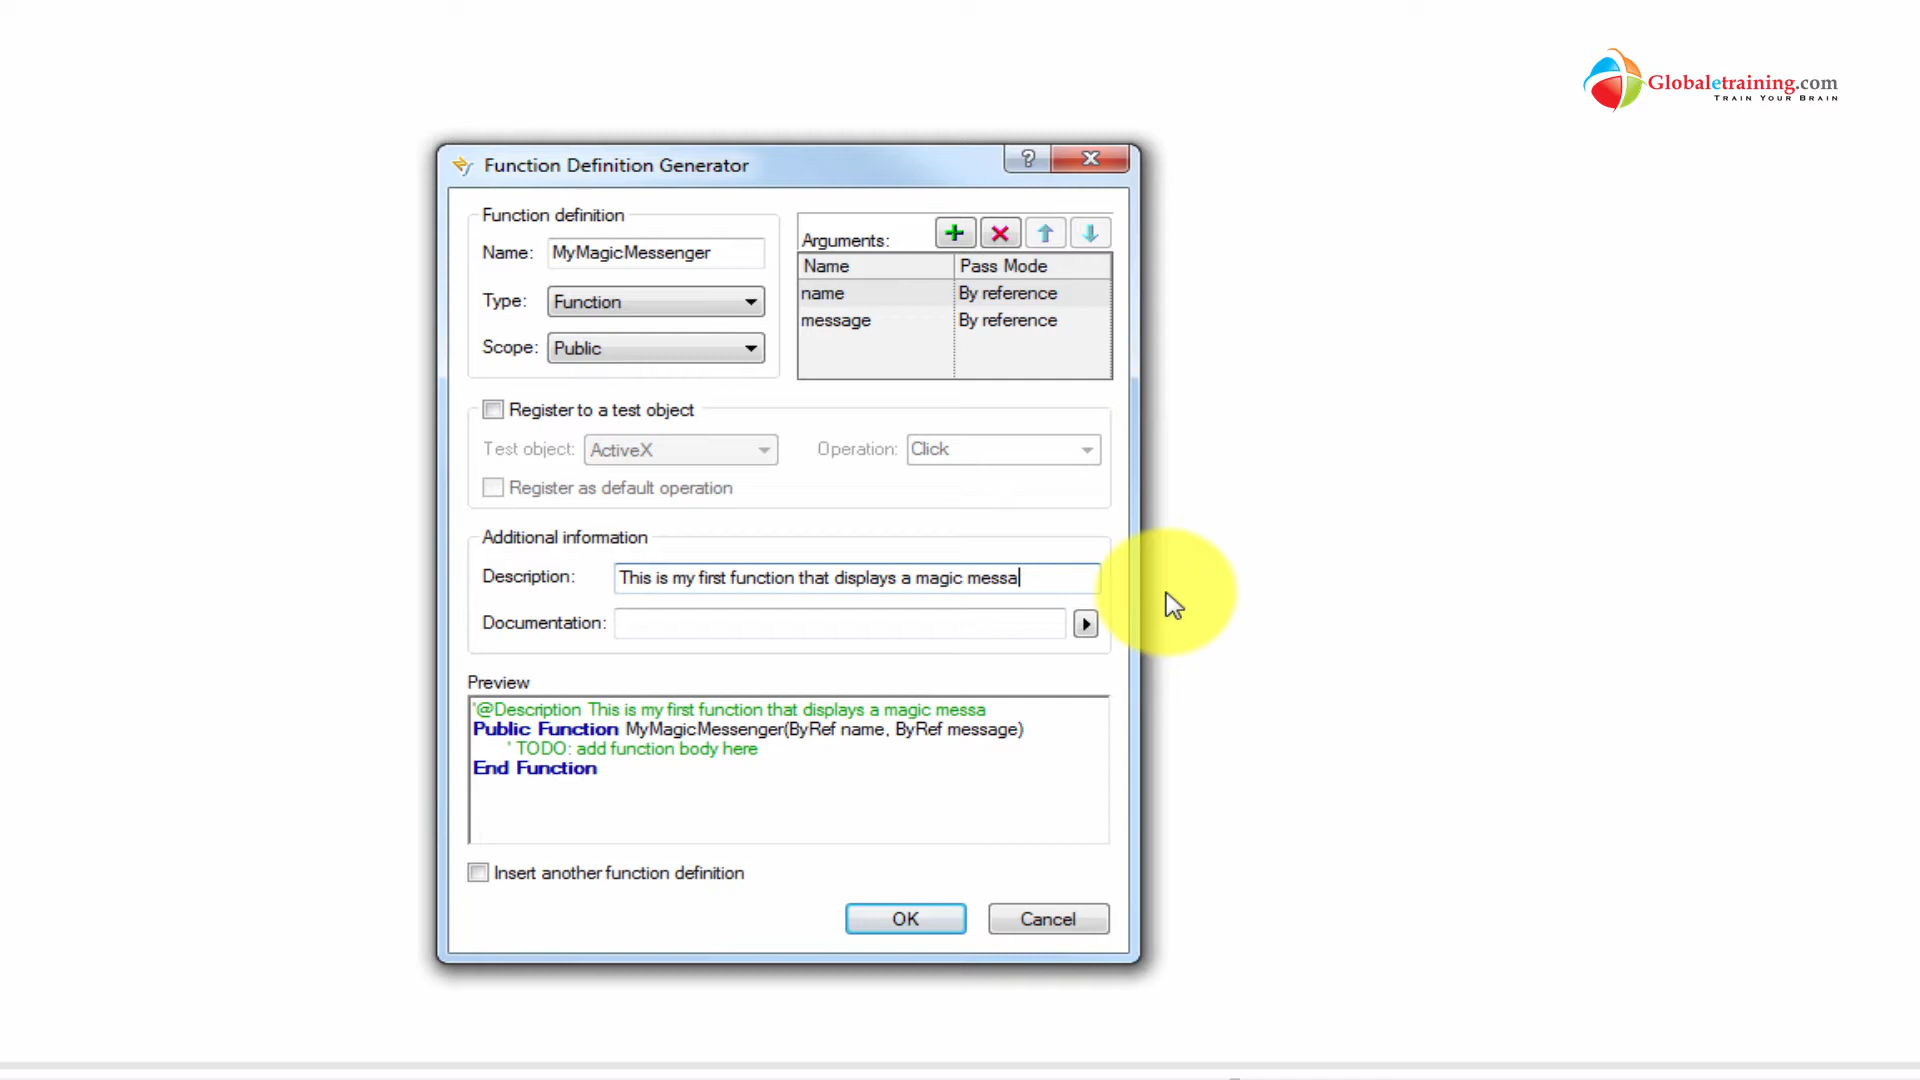 Globaletraining.com
TRAIN YOUR BRAIN
Function Definition Generator
?
Function definition
Name: MyMagicMessenger
Type: Function
Scope: Public
Arguments:
Name Pass Mode
name By reference
message By reference
Register to a test object
Test object: ActiveX Operation: Click
Register as default operation
Additional information
Description: This is my first function that displays a magic messa
Documentation:
Preview
'@Description This is my first function that displays a magic messa
Public Function MyMagicMessenger(ByRef name, ByRef message)
' TODO: add function body here
End Function
Insert another function definition
OK Cancel